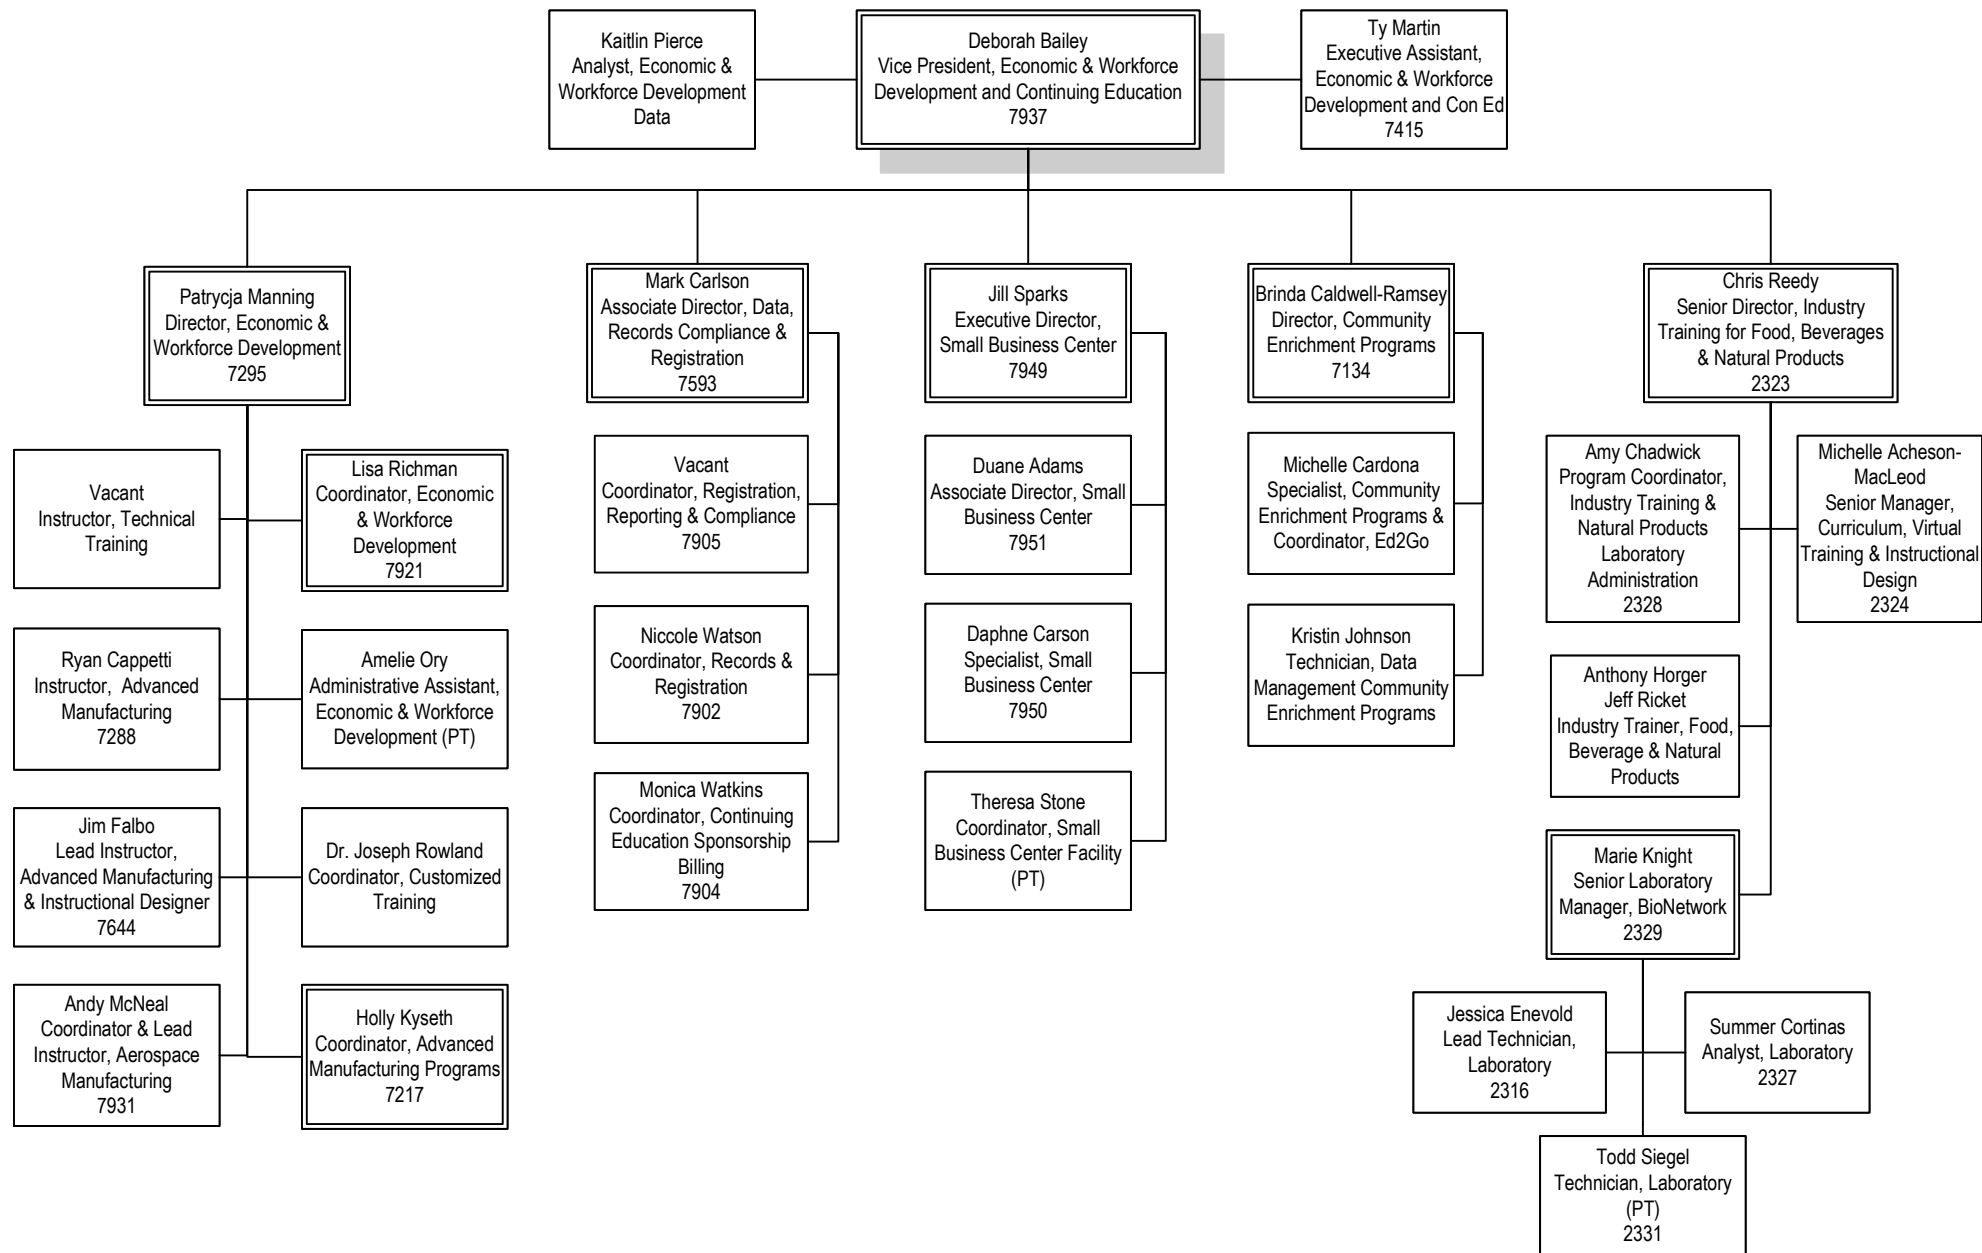 Kaitlin Pierce
Analyst, Economic &
Workforce Development
Data
Deborah Bailey
Vice President, Economic & Workforce
Development and Continuing Education
7937
Ty Martin
Executive Assistant,
Economic & Workforce
Development and Con Ed
7415
Patrycja Manning
Director, Economic &
Workforce Development
7295
Mark Carlson
Associate Director, Data,
Records Compliance &
Registration
7593
Jill Sparks
Executive Director,
Small Business Center
7949
Brinda Caldwell-Ramsey
Director, Community
Enrichment Programs
7134
Chris Reedy
Senior Director, Industry
Training for Food, Beverages
& Natural Products
2323
Vacant
Instructor, Technical
Training
Lisa Richman
Coordinator, Economic
& Workforce
Development
7921
Vacant
Coordinator, Registration,
Reporting & Compliance
7905
Duane Adams
Associate Director, Small
Business Center
7951
Michelle Cardona
Specialist, Community
Enrichment Programs &
Coordinator, Ed2Go
Amy Chadwick
Program Coordinator,
Industry Training &
Natural Products
Laboratory
Administration
2328
Michelle Acheson-
MacLeod
Senior Manager,
Curriculum, Virtual
Training & Instructional
Design
2324
Ryan Cappetti
Instructor, Advanced
Manufacturing
7288
Amelie Ory
Administrative Assistant,
Economic & Workforce
Development (PT)
Niccole Watson
Coordinator, Records &
Registration
7902
Daphne Carson
Specialist, Small
Business Center
7950
Kristin Johnson
Technician, Data
Management Community
Enrichment Programs
Anthony Horger
Jeff Ricket
Industry Trainer, Food,
Beverage & Natural
Products
Jim Falbo
Lead Instructor,
Advanced Manufacturing
& Instructional Designer
7644
Dr. Joseph Rowland
Coordinator, Customized
Training
Monica Watkins
Coordinator, Continuing
Education Sponsorship
Billing
7904
Theresa Stone
Coordinator, Small
Business Center Facility
(PT)
Marie Knight
Senior Laboratory
Manager, BioNetwork
2329
Andy McNeal
Coordinator & Lead
Instructor, Aerospace
Manufacturing
7931
Holly Kyseth
Coordinator, Advanced
Manufacturing Programs
7217
Jessica Enevold
Lead Technician,
Laboratory
2316
Summer Cortinas
Analyst, Laboratory
2327
Todd Siegel
Technician, Laboratory
(PT)
2331